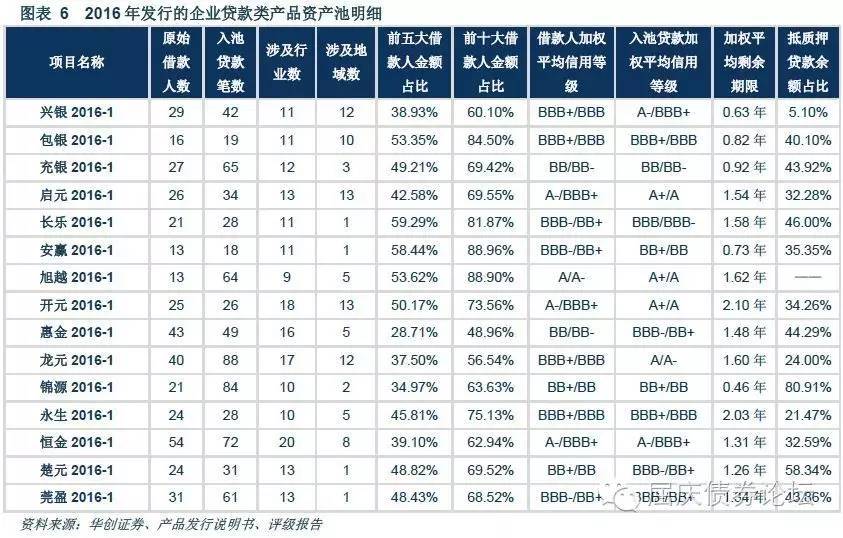 图表 6 2016 年发行的企业贷款类产品资产池明细
项目名称 原始借款人数 入池贷款笔数 涉及行业数 涉及地域数 前五大借款人金额占比 前十大借款人金额占比 借款人加权平均信用等级 入池贷款加权平均信用等级 加权平均剩余期限 抵质押贷款余额占比
兴银 2016-1 29 42 11 12 38.93% 60.10% BBB+/BBB A-/BBB+ 0.63 年 5.10%
包银 2016-1 16 19 11 10 53.35% 84.50% BBB+/BBB BBB+/BBB 0.82 年 40.10%
充银 2016-1 27 65 12 3 49.21% 69.42% BB/BB- BB/BB- 0.92 年 43.92%
启元 2016-1 26 34 13 13 42.58% 69.55% A-/BBB+ A+/A 1.54 年 32.28%
长乐 2016-1 21 28 11 1 59.29% 81.87% BBB-/BB+ BBB/BBB- 1.58 年 46.00%
安赢 2016-1 13 18 11 1 58.44% 88.96% BBB-/BB+ BB+/BB 0.73 年 35.35%
旭越 2016-1 13 64 9 5 53.62% 88.90% A/A- A+/A 1.62 年 ——
开元 2016-1 25 26 18 13 50.17% 73.56% A-/BBB+ A+/A 2.10 年 34.26%
惠金 2016-1 43 49 16 5 28.71% 48.96% BB/BB- BBB-/BB+ 1.48 年 44.29%
龙元 2016-1 40 88 17 12 37.50% 56.54% BBB+/BBB A/A- 1.60 年 24.00%
锦源 2016-1 21 84 10 2 34.97% 63.63% BB+/BB BB+/BB 0.46 年 80.91%
永生 2016-1 24 28 10 5 45.81% 75.13% BBB+/BBB BBB+/BBB 2.03 年 21.47%
恒金 2016-1 54 72 20 8 39.10% 62.94% A-/BBB+ A-/BBB+ 1.31 年 32.59%
楚元 2016-1 24 31 13 1 48.82% 69.52% BB+/BB BBB-/BB+ 1.26 年 58.34%
莞盈 2016-1 31 61 13 1 48.43% 68.52% BBB-/BB+ BBB-/BB+ 1.34 年 43.86%
屈庆债券论坛
资料来源：华创证券、产品发行说明书、评级报告